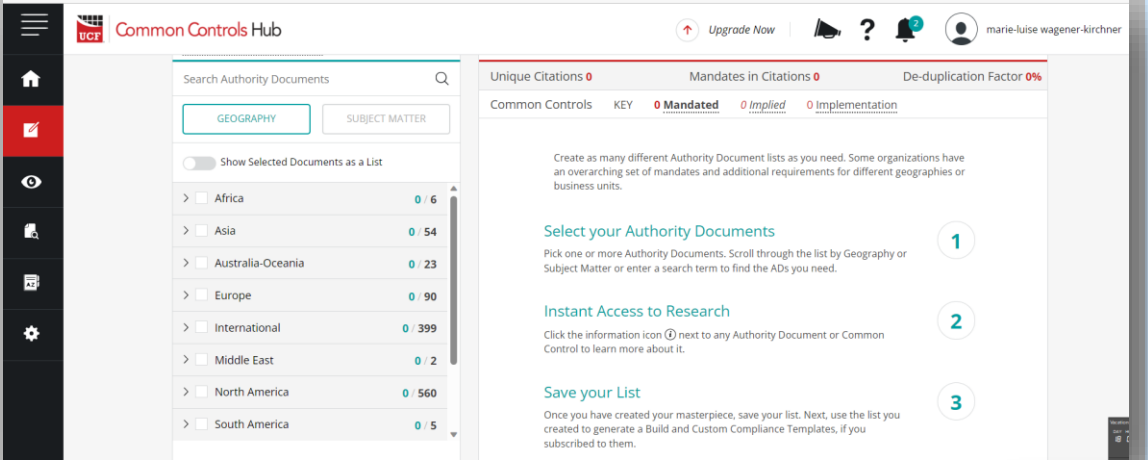 UCF
Common Controls Hub
Upgrade Now
?
2
marie-luise wagener-kirchner
Search Authority Documents
GEOGRAPHY
SUBJECT MATTER
Show Selected Documents as a List
Africa 0 / 6
Asia 0 / 54
Australia-Oceania 0 / 23
Europe 0 / 90
International 0 / 399
Middle East 0 / 2
North America 0 / 560
South America 0 / 5
Unique Citations 0 Mandates in Citations 0 De-duplication Factor 0%
Common Controls KEY 0 Mandated 0 Implied 0 Implementation
Create as many different Authority Document lists as you need. Some organizations have
an overarching set of mandates and additional requirements for different geographies or
business units.
Select your Authority Documents
1
Pick one or more Authority Documents. Scroll through the list by Geography or
Subject Matter or enter a search term to find the ADs you need.
Instant Access to Research
2
Click the information icon i next to any Authority Document or Common
Control to learn more about it.
Save your List
3
Once you have created your masterpiece, save your list. Next, use the list you
created to generate a Build and Custom Compliance Templates, if you
subscribed to them.